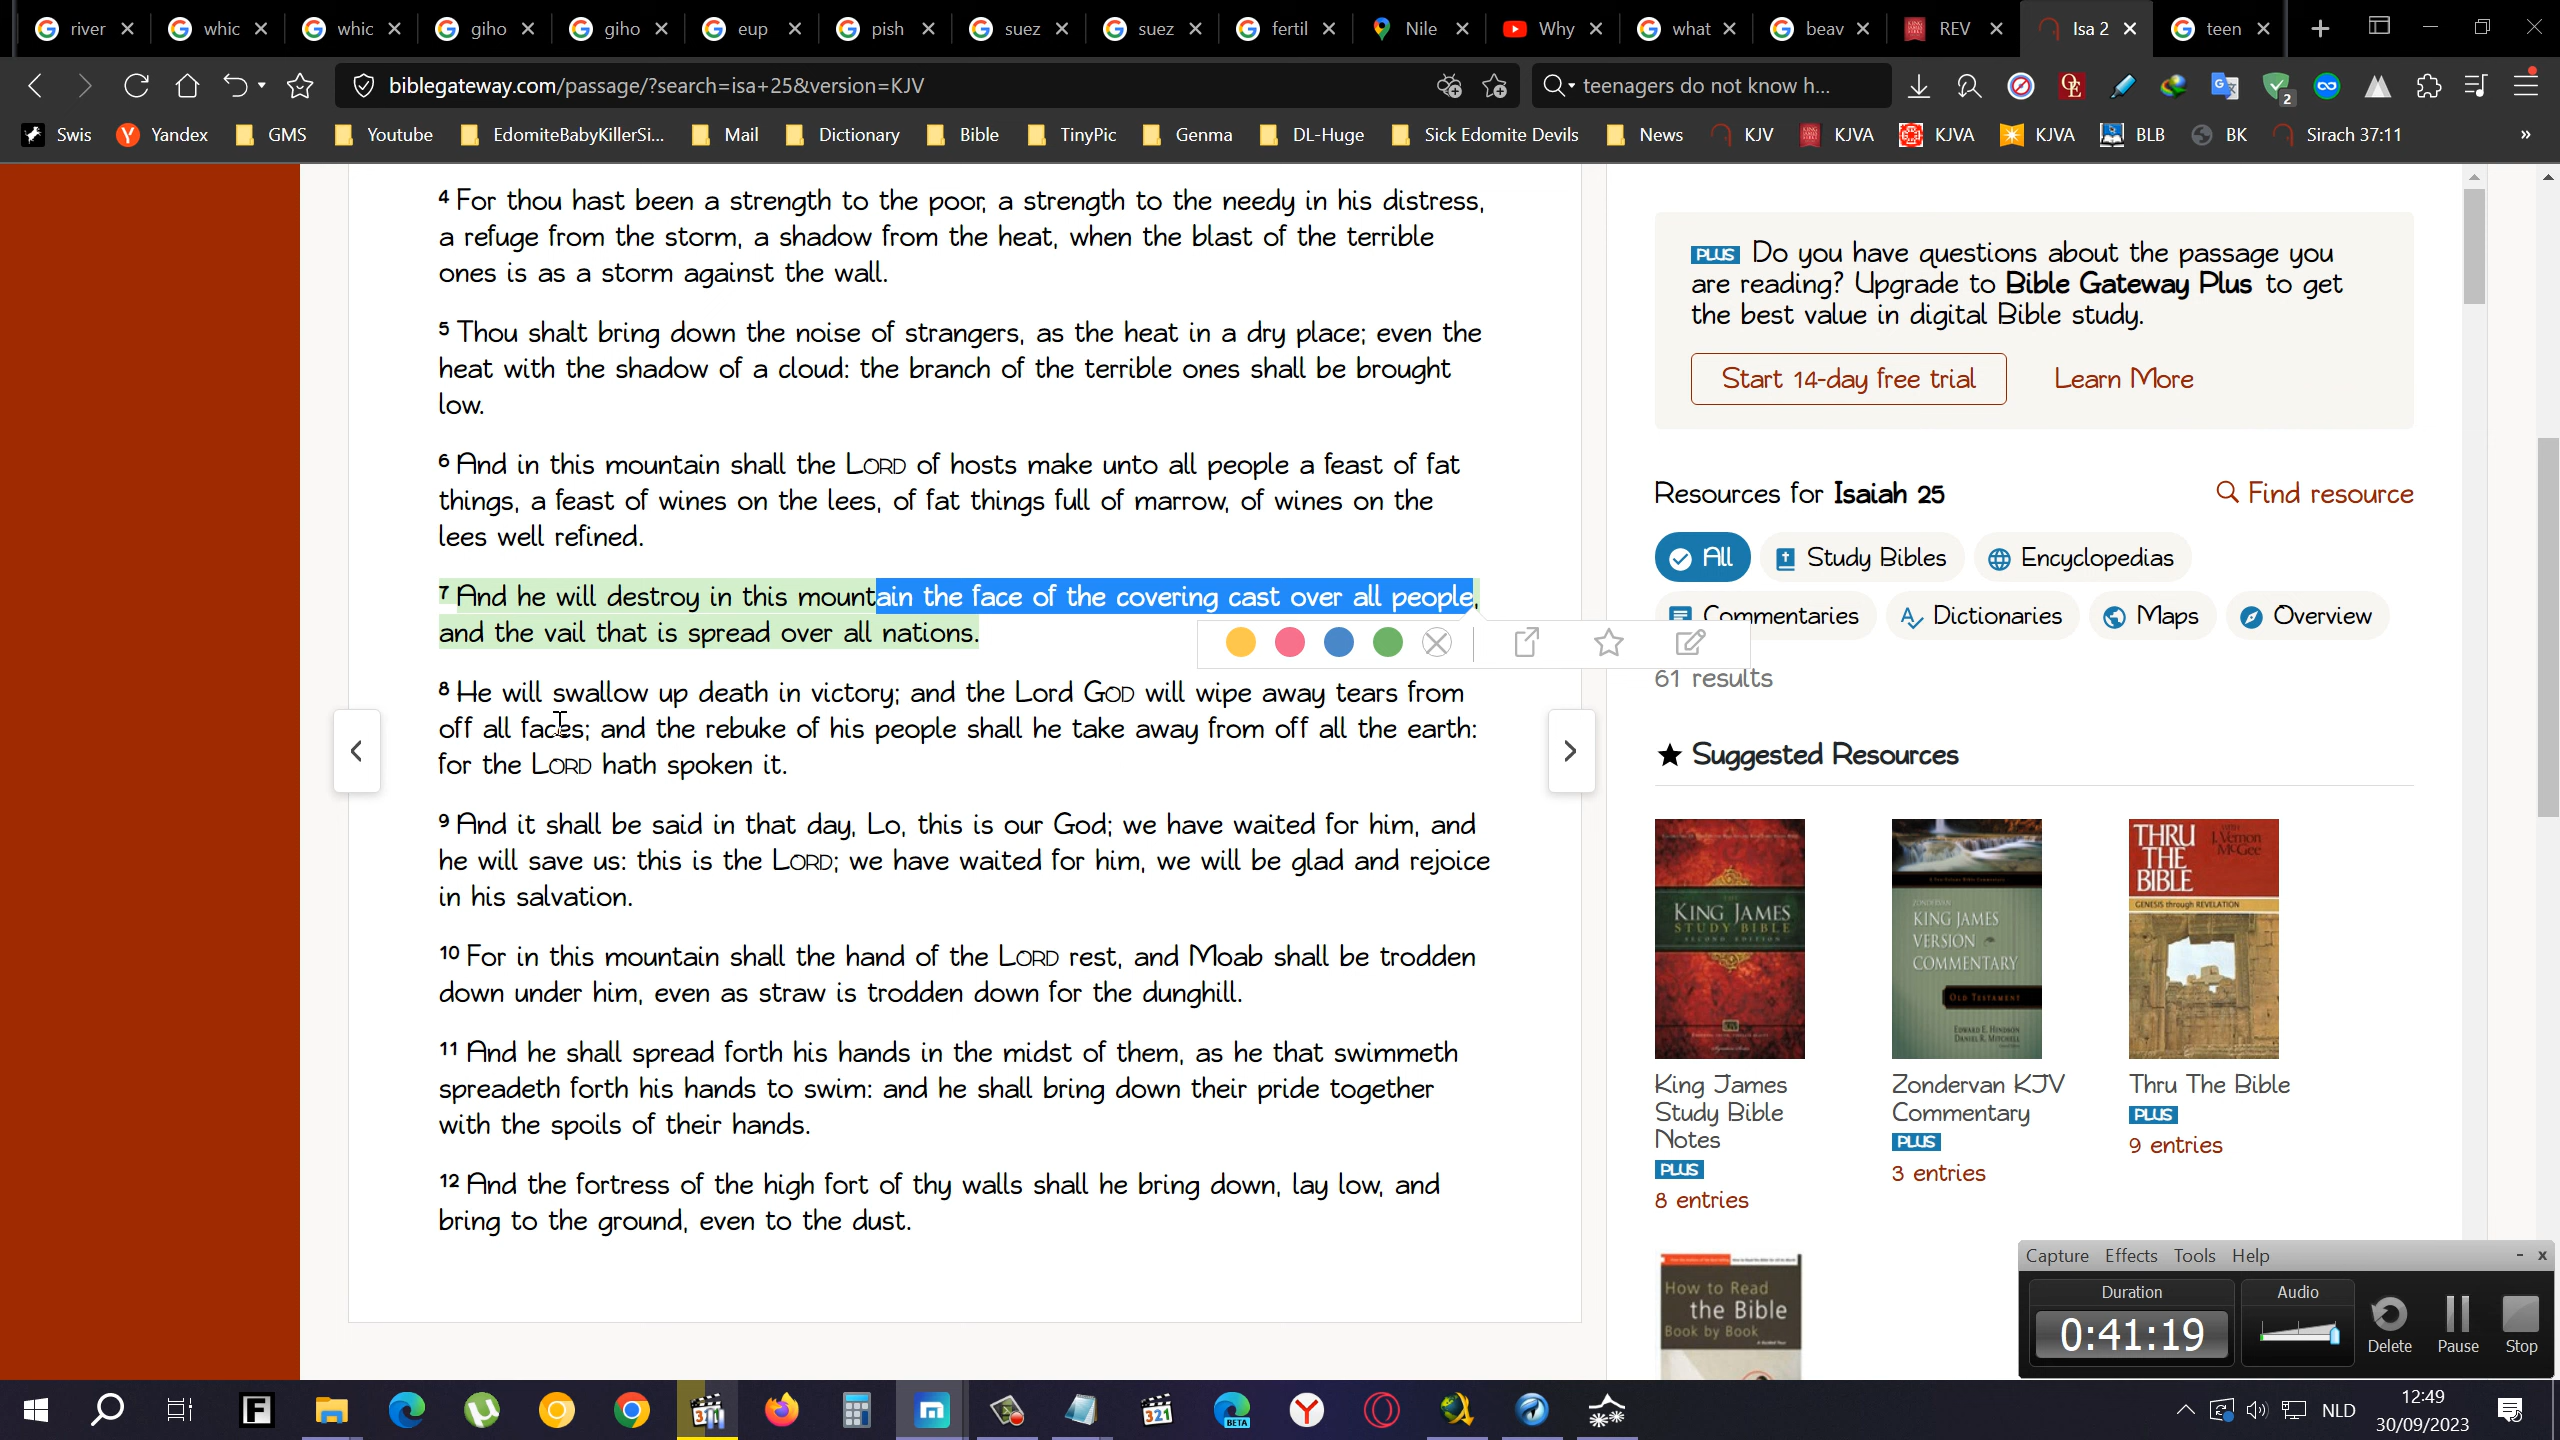 river
whic
whic
giho
giho
eup
pish
suez
suez
fertil
Nile
Why
what
beav
REV
Isa 2
teen
biblegateway.com/passage/?search=isa+25&version=KJV
teenagers do not know h...
2
Swis
Yandex
GMS
Youtube
EdomiteBabyKillerSi...
Mail
Dictionary
Bible
TinyPic
Genma
DL-Huge
Sick Edomite Devils
News
KJV
KJVA
KJVA
KJVA
BLB
BK
Sirach 37:11
4 For thou hast been a strength to the poor, a strength to the needy in his distress,
a refuge from the storm, a shadow from the heat, when the blast of the terrible
ones is as a storm against the wall.
5 Thou shalt bring down the noise of strangers, as the heat in a dry place; even the
heat with the shadow of a cloud: the branch of the terrible ones shall be brought
low.
6 And in this mountain shall the LORD of hosts make unto all people a feast of fat
things, a feast of wines on the lees, of fat things full of marrow, of wines on the
lees well refined.
7 And he will destroy in this mountain the face of the covering cast over all people,
and the vail that is spread over all nations.
8 He will swallow up death in victory; and the Lord GOD will wipe away tears from
off all faces; and the rebuke of his people shall he take away from off all the earth:
for the LORD hath spoken it.
9 And it shall be said in that day, Lo, this is our God; we have waited for him, and
he will save us: this is the LORD; we have waited for him, we will be glad and rejoice
in his salvation.
10 For in this mountain shall the hand of the LORD rest, and Moab shall be trodden
down under him, even as straw is trodden down for the dunghill.
11 And he shall spread forth his hands in the midst of them, as he that swimmeth
spreadeth forth his hands to swim: and he shall bring down their pride together
with the spoils of their hands.
12 And the fortress of the high fort of thy walls shall he bring down, lay low, and
bring to the ground, even to the dust.
PLUS Do you have questions about the passage you
are reading? Upgrade to Bible Gateway Plus to get
the best value in digital Bible study.
Start 14-day free trial
Learn More
Resources for Isaiah 25
Find resource
All
Study Bibles
Encyclopedias
Commentaries
Dictionaries
Maps
Overview
61 results
Suggested Resources
KING JAMES
STUDY BIBLE
SECOND EDITION
ZONDERVAN
KING JAMES
VERSION
COMMENTARY
OLD TESTAMENT
EDWARD E. HINDSON
DANIEL R. MITCHELL
THRU
THE
BIBLE
J. Vernon
McGee
GENESIS through REVELATION
King James
Study Bible
Notes
PLUS
8 entries
Zondervan KJV
Commentary
PLUS
3 entries
Thru The Bible
PLUS
9 entries
How to Read
the Bible
Book by Book
Capture
Effects
Tools
Help
Duration
0:41:19
Audio
Delete
Pause
Stop
321
BETA
NLD
12:49
30/09/2023